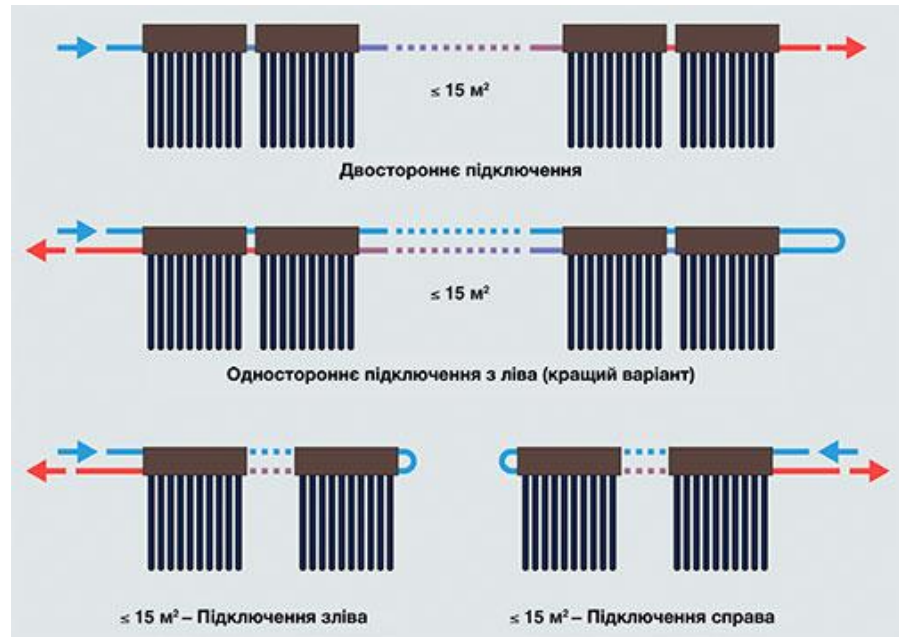 ≤ 15 м²
Двостороннє підключення
≤ 15 м²
Одностороннє підключення з ліва (кращий варіант)
≤ 15 м² – Підключення зліва
≤ 15 м² – Підключення справа